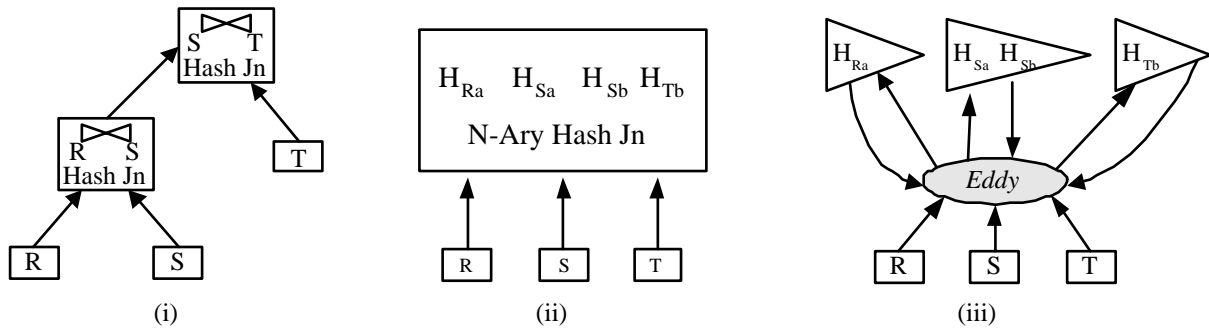 S T
Hash Jn
R S
Hash Jn
T
R
S
(i)
H_Ra H_Sa H_Sb H_Tb
N-Ary Hash Jn
R
S
T
(ii)
H_Ra
H_Sa H_Sb
H_Tb
Eddy
R
S
T
(iii)